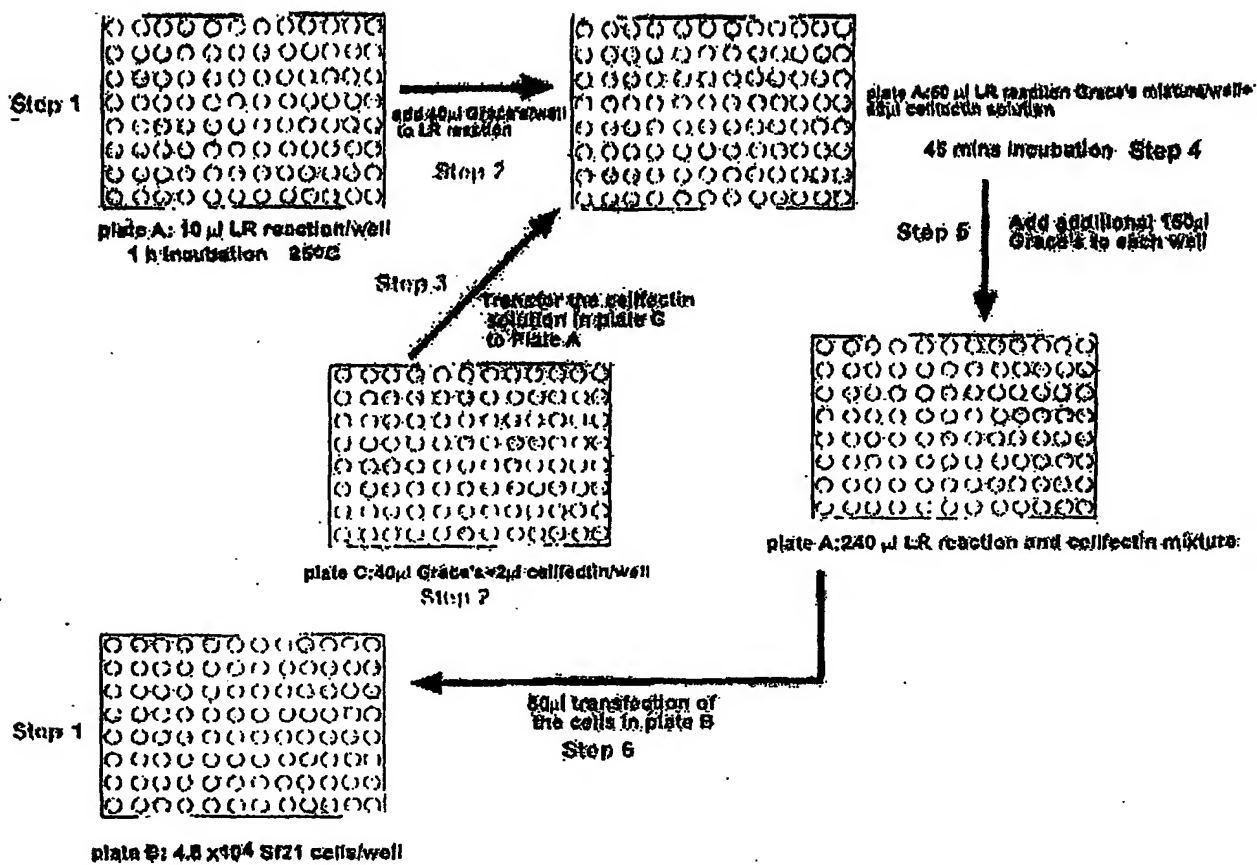 Step 1
plate A: 10 µl LR reaction/well
1 h incubation 25ºC
add 40µl Grace's/well
to LR reaction
Step 2
plate A:50 µl LR reaction Grace's mixture/well+
cellfectin solution
45 mins incubation Step 4
Step 3
Transfer the cellfectin
solution in plate C
to Plate A
Step 5
Add additional 150µl
Grace's to each well
plate C:40µl Grace's+2µl cellfectin/well
Step 2
plate A:240 µl LR reaction and cellfectin mixture
Step 1
50µl transfection of
the cells in plate B
Step 6
plate B: x10⁴ Sf21 cells/well